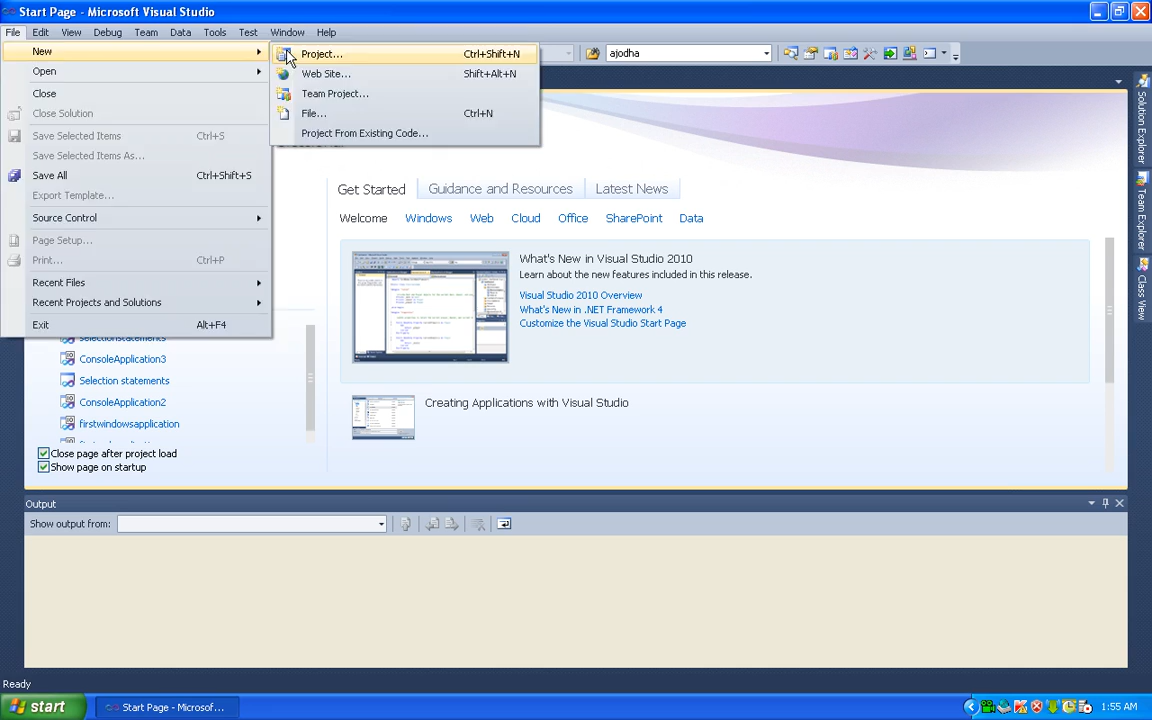 Start Page - Microsoft Visual Studio
File Edit View Debug Team Data Tools Test Window Help
New
Open
Close
Close Solution
Save Selected Items Ctrl+S
Save Selected Items As...
Save All Ctrl+Shift+S
Export Template...
Source Control
Page Setup...
Print... Ctrl+P
Recent Files
Recent Projects and Solutions
Exit Alt+F4
Project... Ctrl+Shift+N
Web Site... Shift+Alt+N
Team Project...
File... Ctrl+N
Project From Existing Code...
ajodha
Get Started Guidance and Resources Latest News
Welcome Windows Web Cloud Office SharePoint Data
What's New in Visual Studio 2010
Learn about the new features included in this release.
Visual Studio 2010 Overview
What's New in .NET Framework 4
Customize the Visual Studio Start Page
Creating Applications with Visual Studio
selectionstatements
ConsoleApplication3
Selection statements
ConsoleApplication2
firstwindowsapplication
Close page after project load
Show page on startup
Solution Explorer
Team Explorer
Class View
Output
Show output from:
Ready
start
Start Page - Microsof...
1:55 AM